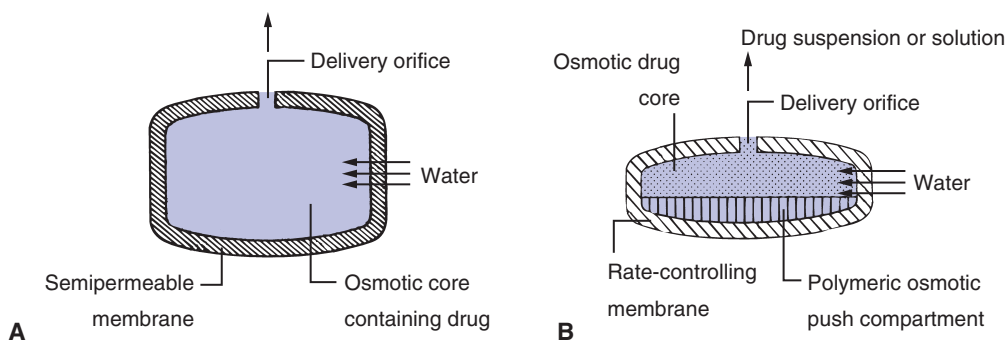 Delivery orifice
Water
Semipermeable
membrane
Osmotic core
containing drug
A
Drug suspension or solution
Osmotic drug
core
Delivery orifice
Water
Rate-controlling
membrane
Polymeric osmotic
push compartment
B